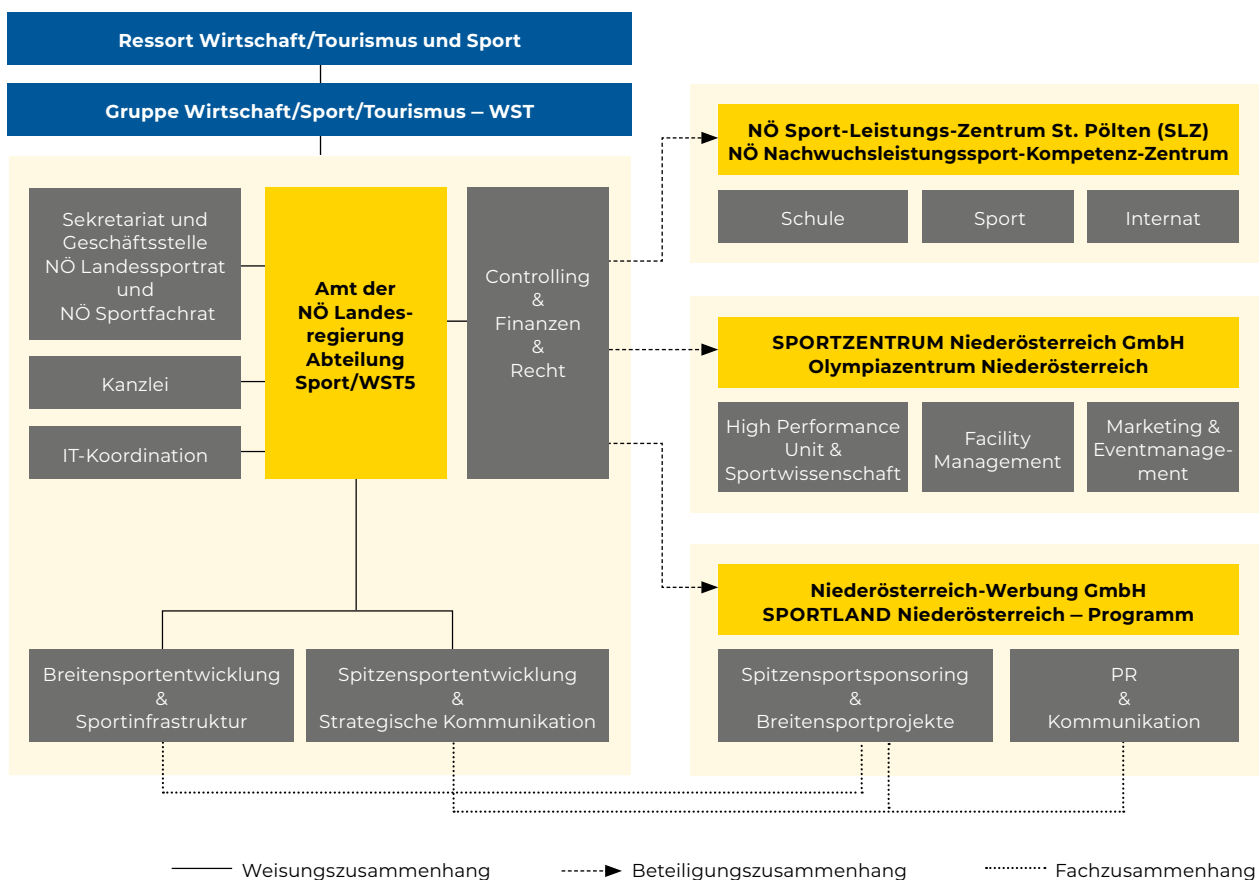 Ressort Wirtschaft/Tourismus und Sport
Gruppe Wirtschaft/Sport/Tourismus – WST
Sekretariat und
Geschäftsstelle
NÖ Landessportrat
und
NÖ Sportfachrat
Kanzlei
IT-Koordination
Amt der
NÖ Landes-
regierung
Abteilung
Sport/WST5
Controlling
&
Finanzen
&
Recht
Breitensportentwicklung
&
Sportinfrastruktur
Spitzensportentwicklung
&
Strategische Kommunikation
NÖ Sport-Leistungs-Zentrum St. Pölten (SLZ)
NÖ Nachwuchsleistungssport-Kompetenz-Zentrum
Schule
Sport
Internat
SPORTZENTRUM Niederösterreich GmbH
Olympiazentrum Niederösterreich
High Performance
Unit &
Sportwissenschaft
Facility
Management
Marketing &
Eventmanage-
ment
Niederösterreich-Werbung GmbH
SPORTLAND Niederösterreich – Programm
Spitzensportsponsoring
&
Breitensportprojekte
PR
&
Kommunikation
Weisungszusammenhang
Beteiligungszusammenhang
Fachzusammenhang